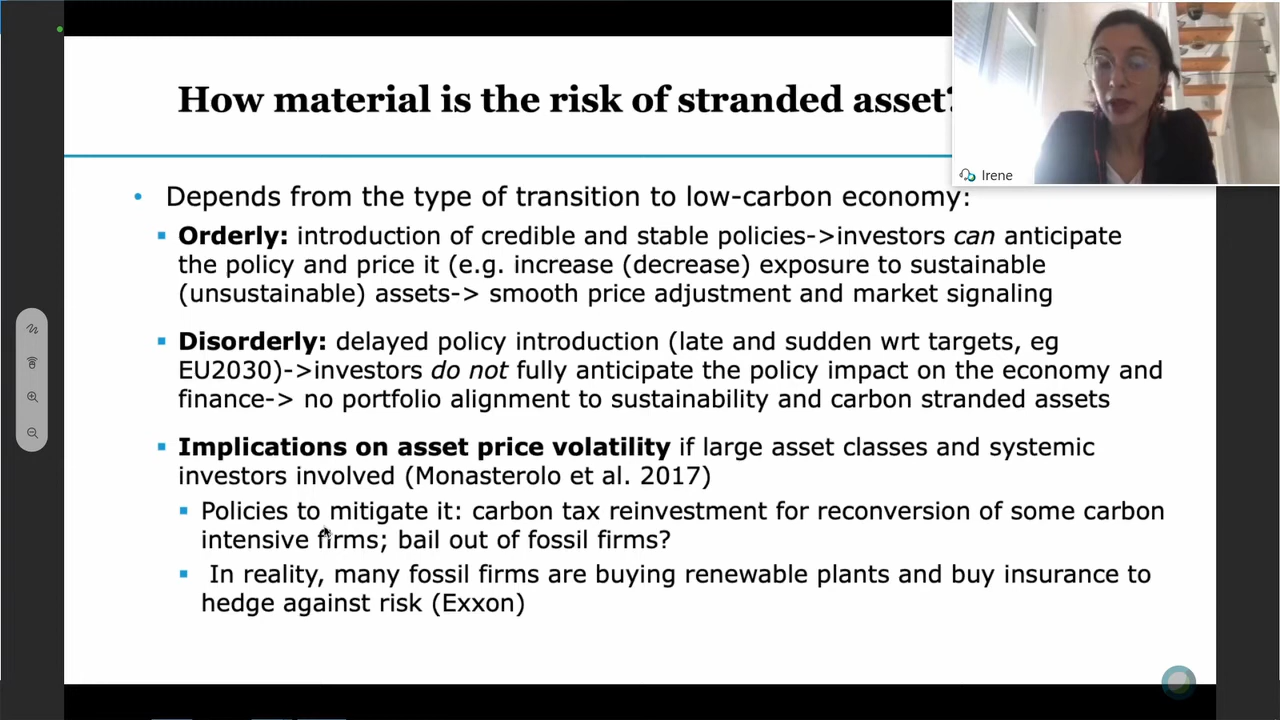 How material is the risk of stranded asset?
Irene
• Depends from the type of transition to low-carbon economy:
▪ Orderly: introduction of credible and stable policies->investors can anticipate
the policy and price it (e.g. increase (decrease) exposure to sustainable
(unsustainable) assets-> smooth price adjustment and market signaling
▪ Disorderly: delayed policy introduction (late and sudden wrt targets, eg
EU2030)->investors do not fully anticipate the policy impact on the economy and
finance-> no portfolio alignment to sustainability and carbon stranded assets
▪ Implications on asset price volatility if large asset classes and systemic
investors involved (Monasterolo et al. 2017)
▪ Policies to mitigate it: carbon tax reinvestment for reconversion of some carbon
intensive firms; bail out of fossil firms?
▪ In reality, many fossil firms are buying renewable plants and buy insurance to
hedge against risk (Exxon)